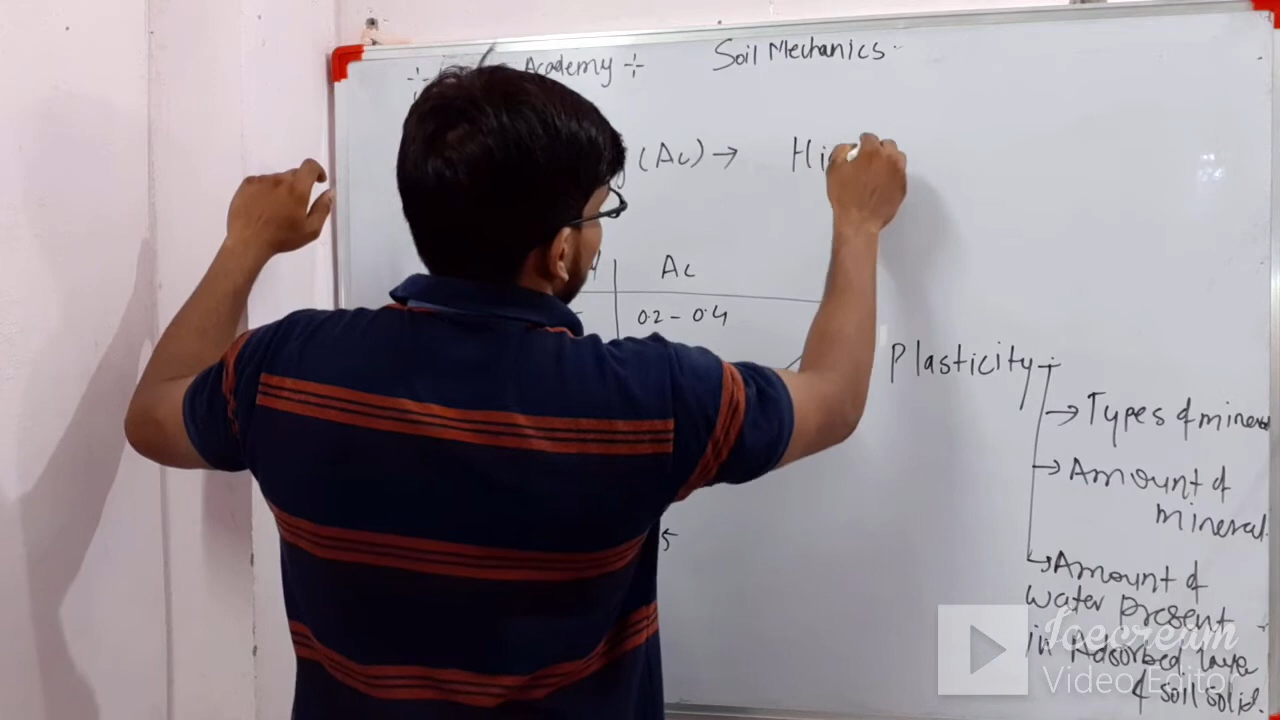 Academy
Soil Mechanics
(Ac) → Hi
Ac
0.2 - 0.4
Plasticity
→ Types of
→ Amount of
mineral
→ Amount of
water present
in Adsorbed layer
of soil solid.
Icecream
Video Editor